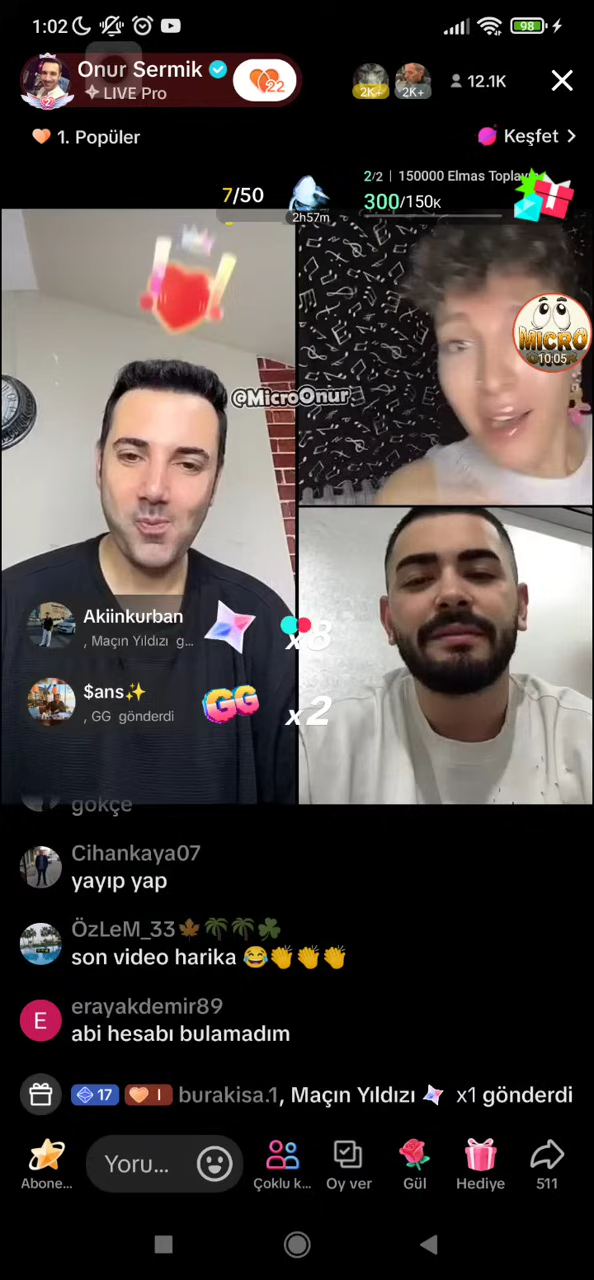 1:02
98
Onur Sermik
LIVE Pro
22
2K+
2K+
12.1K
1. Popüler
Keşfet
7/50
2h57m
2/2 | 150000 Elmas Toplayın
300/150K
MICRO
10:05
@MicroOnur
Akiinkurban
, Maçın Yıldızı g...
x8
$ans✨
, GG gönderdi
GG
x2
gökçe
Cihankaya07
yayıp yap
ÖzLeM_33🍁🌴🌴☘️
son video harika 😂👏👏👏
E
erayakdemir89
abi hesabı bulamadım
17 I burakisa.1, Maçın Yıldızı x1 gönderdi
Abone...
Yoru...
Çoklu k...
Oy ver
Gül
Hediye
511